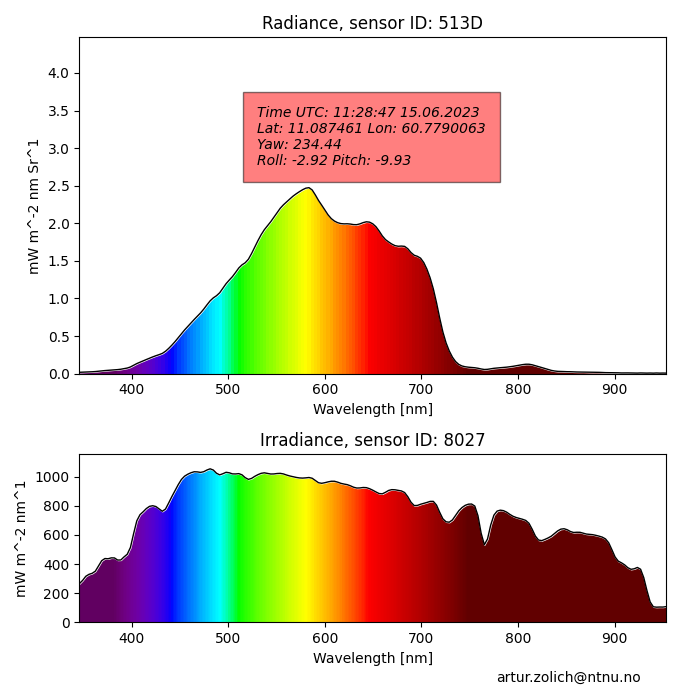 Radiance, sensor ID: 513D
4.0
3.5
3.0
2.5
2.0
1.5
1.0
0.5
0.0
mW m^-2 nm Sr^1
Time UTC: 11:28:47 15.06.2023
Lat: 11.087461 Lon: 60.7790063
Yaw: 234.44
Roll: -2.92 Pitch: -9.93
400 500 600 700 800 900
Wavelength [nm]
Irradiance, sensor ID: 8027
1000
800
600
400
200
0
mW m^-2 nm^1
400 500 600 700 800 900
Wavelength [nm]
artur.zolich@ntnu.no